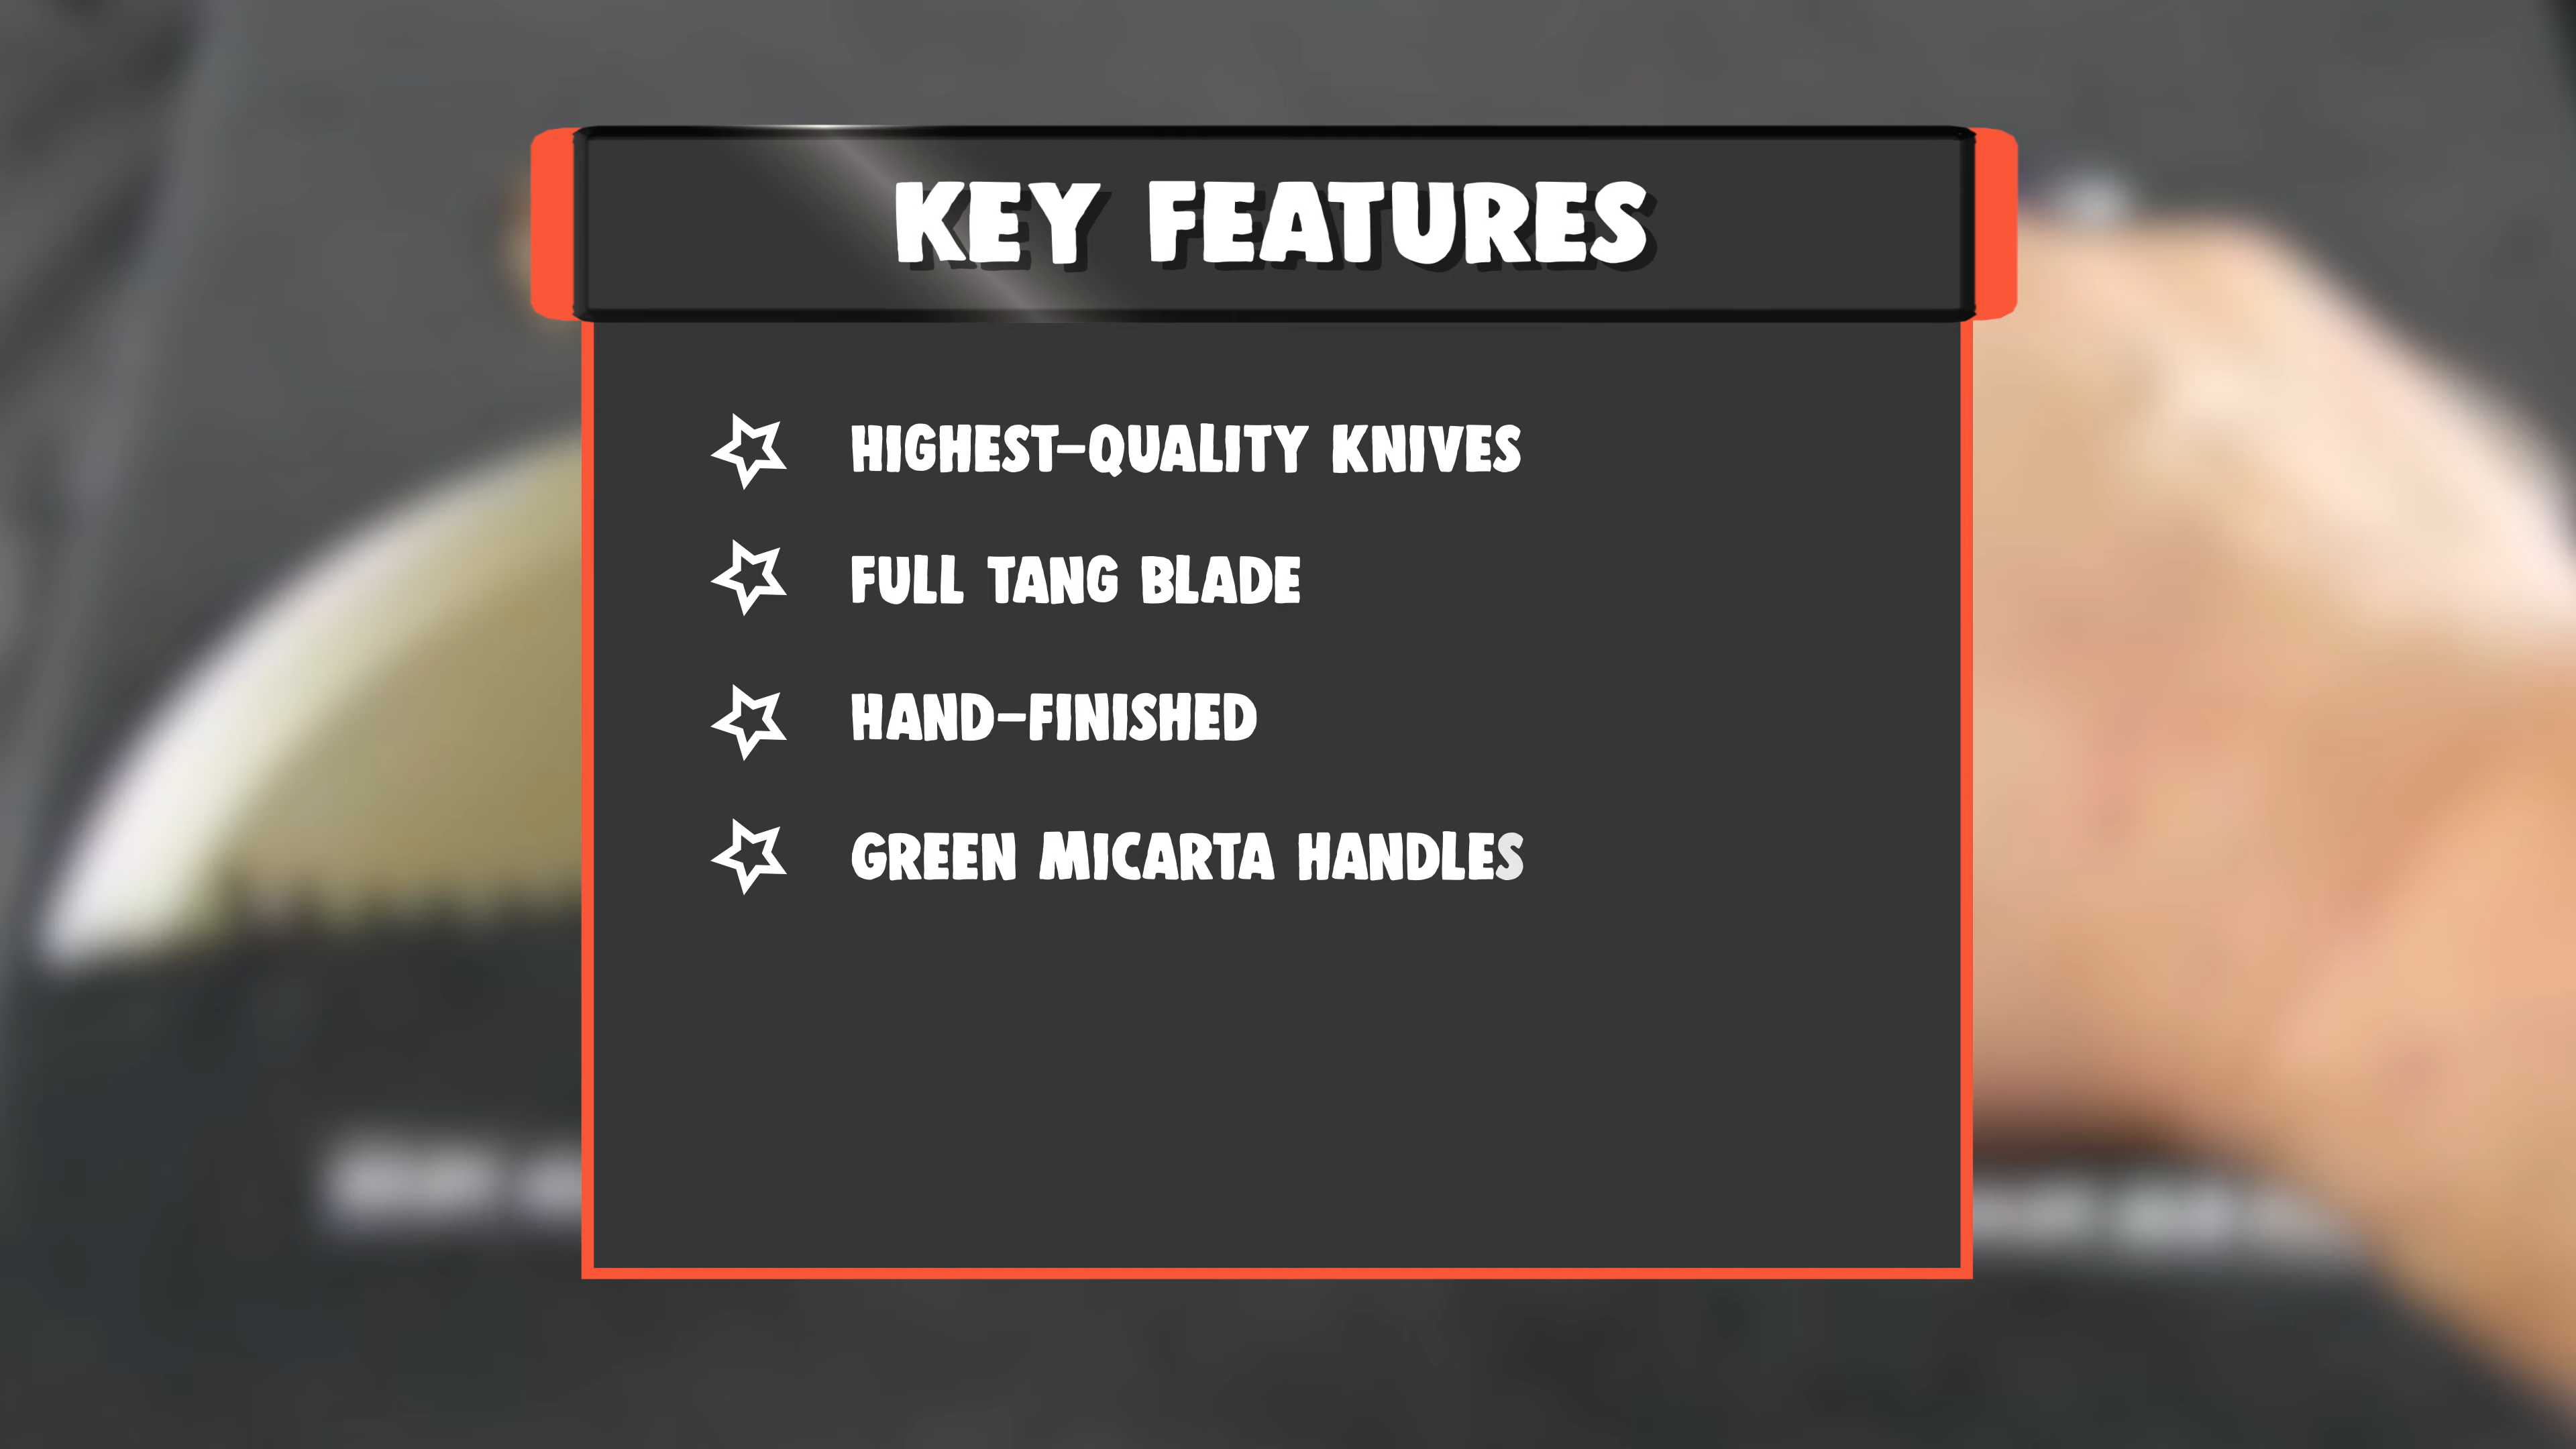 KEY FEATURES
HIGHEST-QUALITY KNIVES
FULL TANG BLADE
HAND-FINISHED
GREEN MICARTA HANDLES